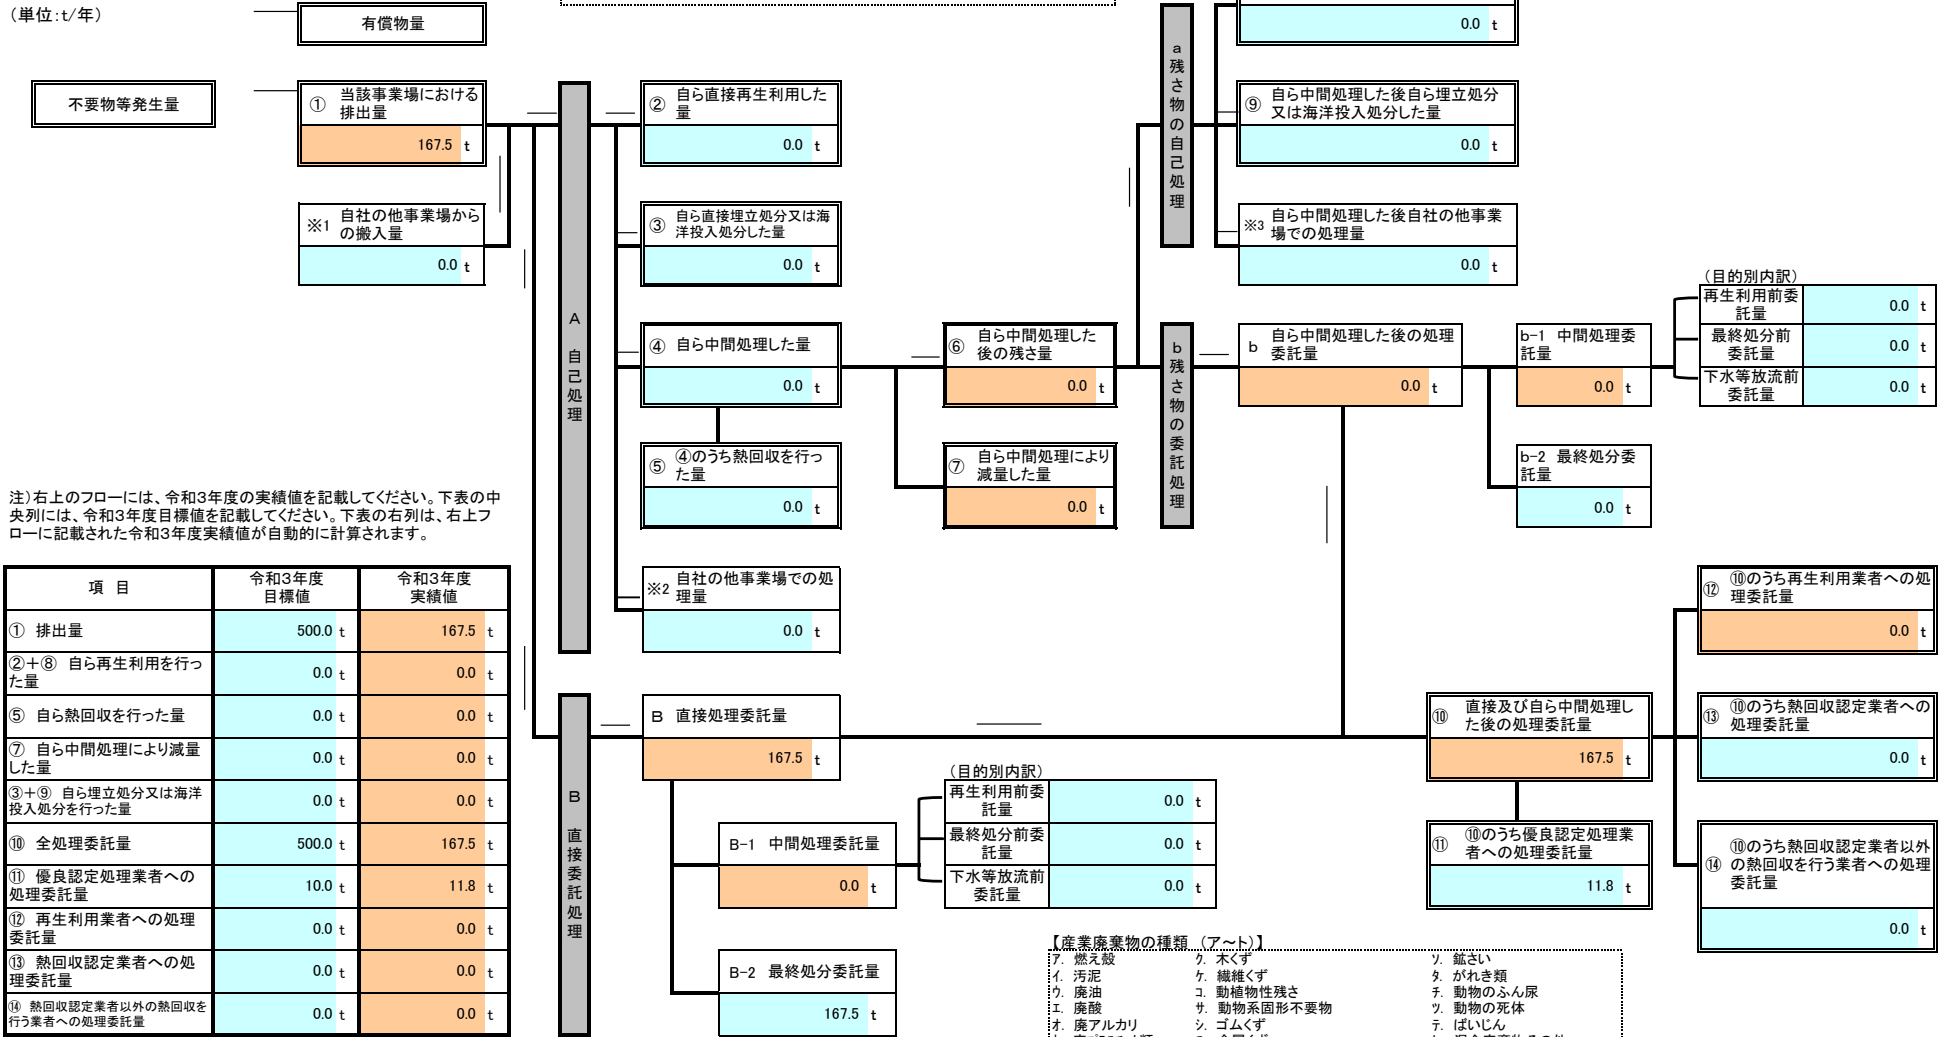 （単位:t/年）
有償物量
0.0 t
不要物等発生量
① 当該事業場における
排出量
167.5 t
※1 自社の他事業場から
の搬入量
0.0 t
A 自己処理
② 自ら直接再生利用した
量
0.0 t
③ 自ら直接埋立処分又は海
洋投入処分した量
0.0 t
④ 自ら中間処理した量
0.0 t
⑤ ④のうち熱回収を行っ
た量
0.0 t
※2 自社の他事業場での処
理量
0.0 t
⑥ 自ら中間処理した
後の残さ量
0.0 t
⑦ 自ら中間処理により
減量した量
0.0 t
a 残さ物の自己処理
⑨ 自ら中間処理した後自ら埋立処分
又は海洋投入処分した量
0.0 t
※3 自ら中間処理した後自社の他事業
場での処理量
0.0 t
b 残さ物の委託処理
b 自ら中間処理した後の処理
委託量
0.0 t
b-1 中間処理委
託量
0.0 t
b-2 最終処分委
託量
0.0 t
（目的別内訳）
再生利用前委
託量
0.0 t
最終処分前
委託量
0.0 t
下水等放流前
委託量
0.0 t
注）右上のフローには、令和3年度の実績値を記載してください。下表の中
央列には、令和3年度目標値を記載してください。下表の右列は、右上フ
ローに記載された令和3年度実績値が自動的に計算されます。
項 目 令和3年度
目標値 令和3年度
実績値
① 排出量 500.0 t 167.5 t
②＋⑧ 自ら再生利用を行っ
た量 0.0 t 0.0 t
⑤ 自ら熱回収を行った量 0.0 t 0.0 t
⑦ 自ら中間処理により減量
した量 0.0 t 0.0 t
③＋⑨ 自ら埋立処分又は海洋
投入処分を行った量 0.0 t 0.0 t
⑩ 全処理委託量 500.0 t 167.5 t
⑪ 優良認定処理業者への
処理委託量 10.0 t 11.8 t
⑫ 再生利用業者への処理
委託量 0.0 t 0.0 t
⑬ 熱回収認定業者への処
理委託量 0.0 t 0.0 t
⑭ 熱回収認定業者以外の熱回収を
行う業者への処理委託量 0.0 t 0.0 t
B 直接委託処理
B 直接処理委託量
167.5 t
B-1 中間処理委託量
0.0 t
B-2 最終処分委託量
167.5 t
（目的別内訳）
再生利用前委
託量
0.0 t
最終処分前委
託量
0.0 t
下水等放流前
委託量
0.0 t
⑩ 直接及び自ら中間処理し
た後の処理委託量
167.5 t
⑪ ⑩のうち優良認定処理業
者への処理委託量
11.8 t
⑫ ⑩のうち再生利用業者への処
理委託量
0.0 t
⑬ ⑩のうち熱回収認定業者への
処理委託量
0.0 t
⑭ ⑩のうち熱回収認定業者以外
の熱回収を行う業者への処理
委託量
0.0 t
【産業廃棄物の種類 （ア～ト）】
ア. 燃え殻 ク. 木くず ソ. 鉱さい
イ. 汚泥 ケ. 繊維くず タ. がれき類
ウ. 廃油 コ. 動植物性残さ チ. 動物のふん尿
エ. 廃酸 サ. 動物系固形不要物 ツ. 動物の死体
オ. 廃アルカリ シ. ゴムくず テ. ばいじん